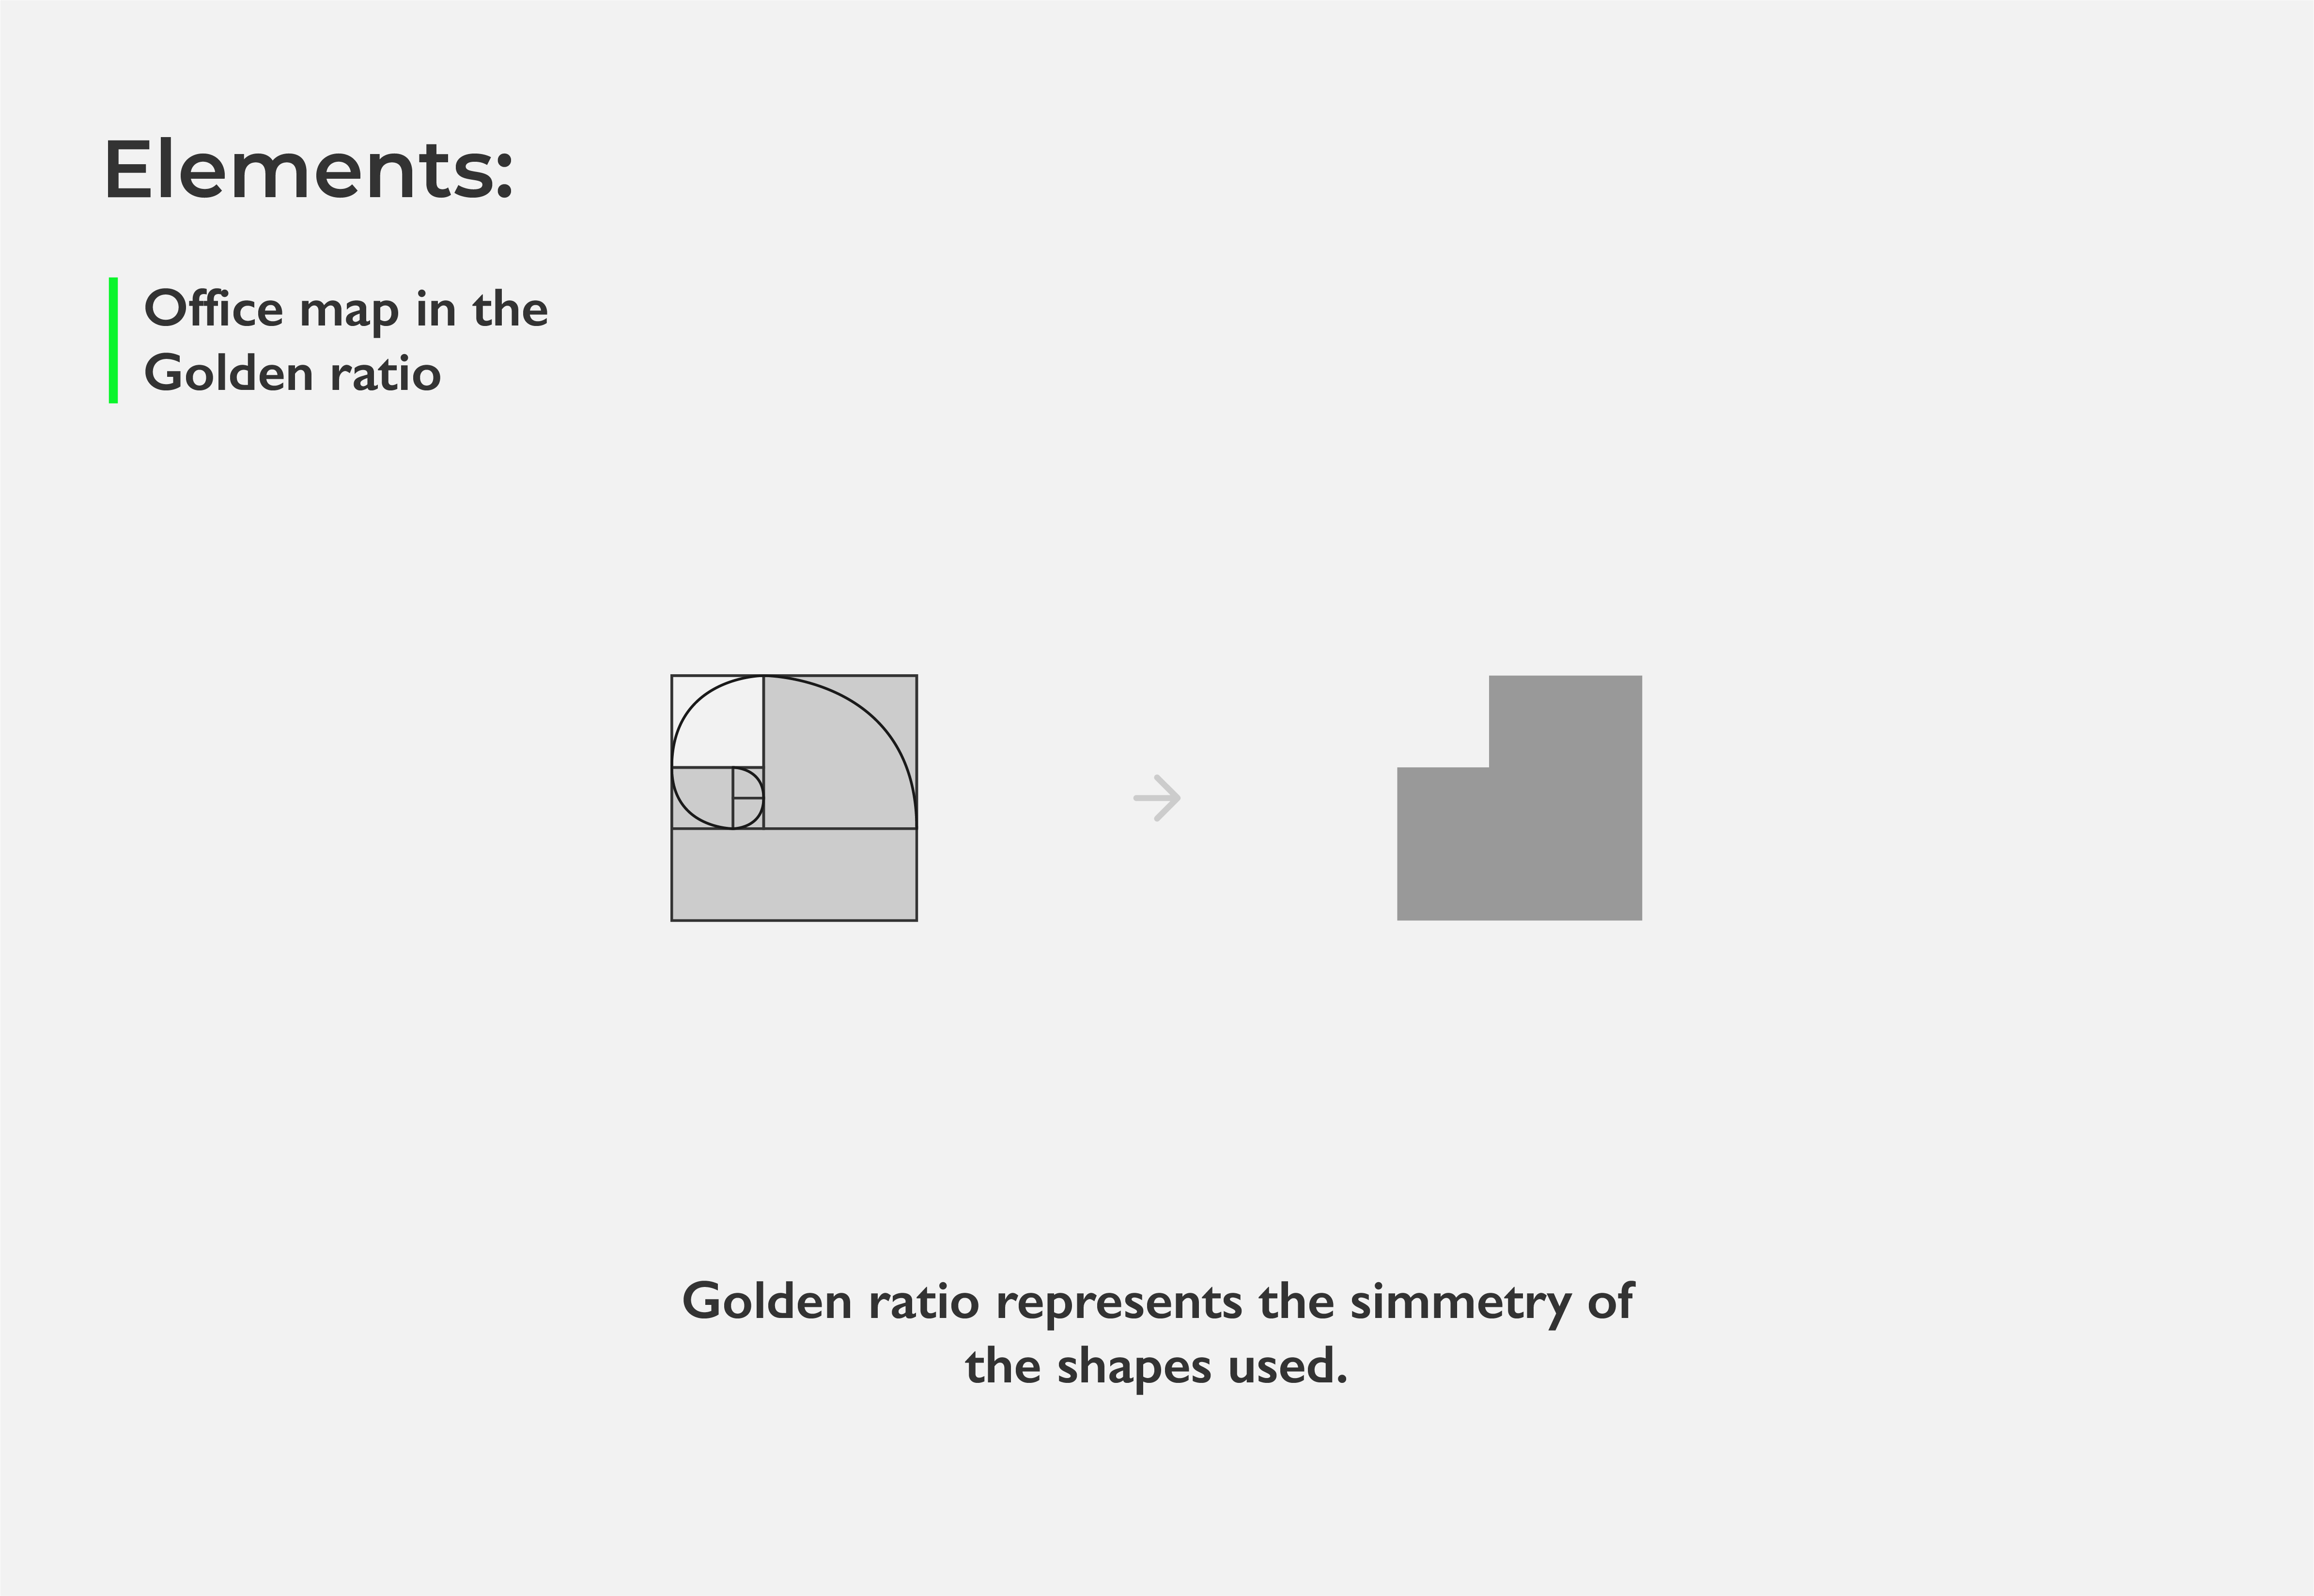 Elements:
Office map in the
Golden ratio
Golden ratio represents the simmetry of
the shapes used.